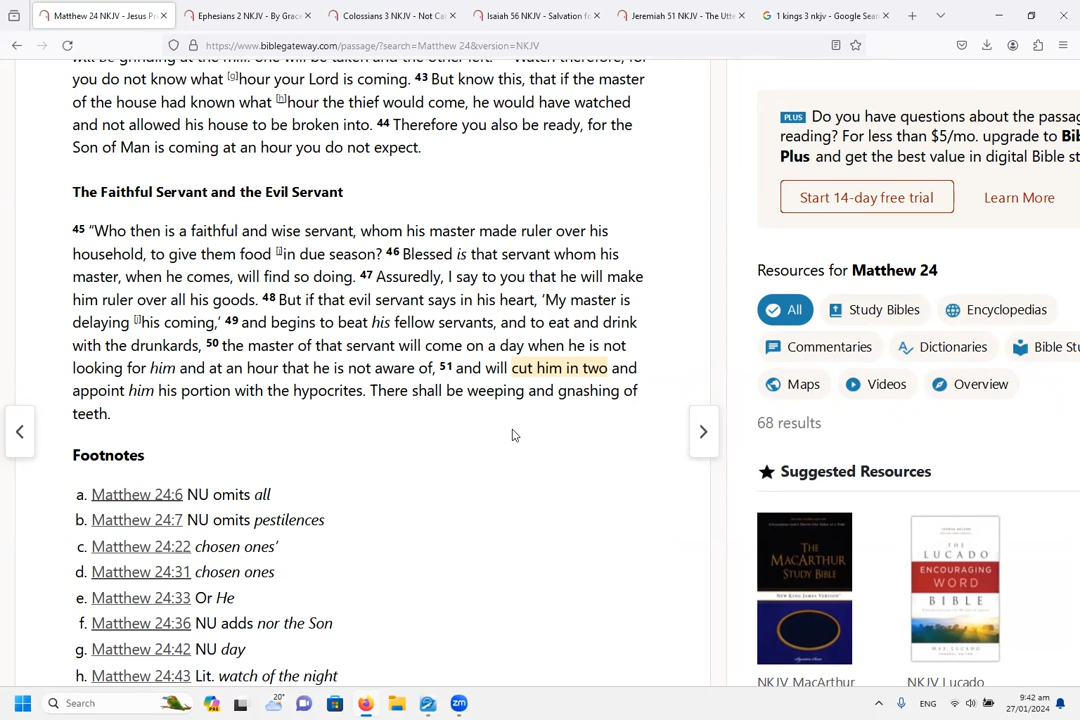 Matthew 24 NKJV - Jesus Pr
Ephesians 2 NKJV - By Grace
Colossians 3 NKJV - Not Ca
Isaiah 56 NKJV - Salvation fo
Jeremiah 51 NKJV - The Utte
1 kings 3 nkjv - Google Sear
https://www.biblegateway.com/passage/?search=Matthew 24&version=NKJV
you do not know what [g]hour your Lord is coming. 43 But know this, that if the master
of the house had known what [h]hour the thief would come, he would have watched
and not allowed his house to be broken into. 44 Therefore you also be ready, for the
Son of Man is coming at an hour you do not expect.
The Faithful Servant and the Evil Servant
45 “Who then is a faithful and wise servant, whom his master made ruler over his
household, to give them food [i]in due season? 46 Blessed is that servant whom his
master, when he comes, will find so doing. 47 Assuredly, I say to you that he will make
him ruler over all his goods. 48 But if that evil servant says in his heart, ‘My master is
delaying [j]his coming,’ 49 and begins to beat his fellow servants, and to eat and drink
with the drunkards, 50 the master of that servant will come on a day when he is not
looking for him and at an hour that he is not aware of, 51 and will cut him in two and
appoint him his portion with the hypocrites. There shall be weeping and gnashing of
teeth.
Footnotes
a. Matthew 24:6 NU omits all
b. Matthew 24:7 NU omits pestilences
c. Matthew 24:22 chosen ones’
d. Matthew 24:31 chosen ones
e. Matthew 24:33 Or He
f. Matthew 24:36 NU adds nor the Son
g. Matthew 24:42 NU day
h. Matthew 24:43 Lit. watch of the night
PLUS Do you have questions about the passag
reading? For less than $5/mo. upgrade to Bib
Plus and get the best value in digital Bible st
Start 14-day free trial
Learn More
Resources for Matthew 24
All
Study Bibles
Encyclopedias
Commentaries
Dictionaries
Bible Stu
Maps
Videos
Overview
68 results
Suggested Resources
THE
MACARTHUR
STUDY BIBLE
NEW KING JAMES VERSION
THE
LUCADO
ENCOURAGING
WORD
BIBLE
MAX LUCADO
NKJV MacArthur
NKJV Lucado
Search
20°
ENG
9:42 am
27/01/2024